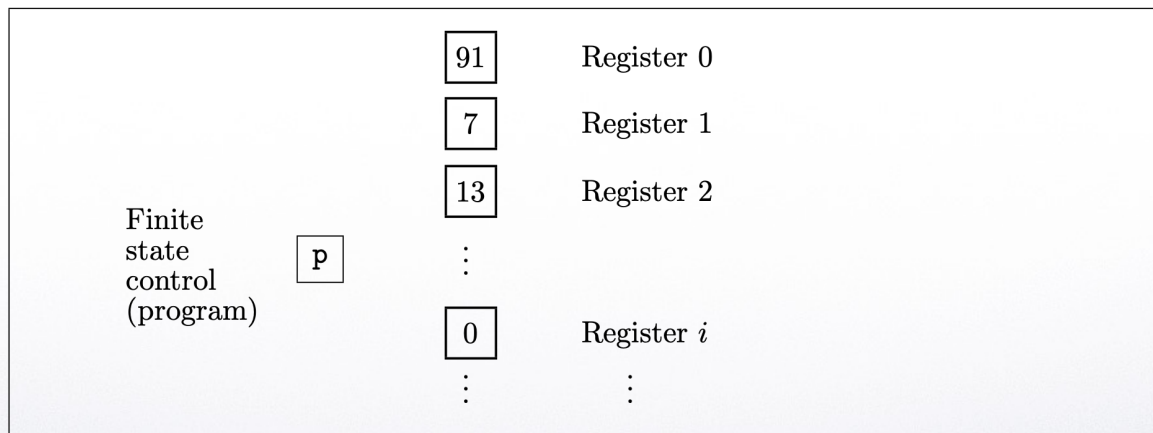 91 Register 0
7 Register 1
13 Register 2
Finite
state
control
(program)
p
⋮
0 Register i
⋮ ⋮